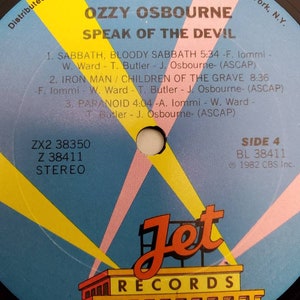 Distributed
ork, N.Y.
OZZY OSBOURNE
SPEAK OF THE DEVIL
1. SABBATH, BLOODY SABBATH 5:34 -F. Iommi -
W. Ward - T. Butler - J. Osbourne- (ASCAP)
2. IRON MAN / CHILDREN OF THE GRAVE 8:36
-F. Iommi - W. Ward - T. Butler - J. Osbourne-(ASCAP)
3. PARANOID 4:04 -A. Iommi - W. Ward -
T. Butler - J. Osbourne- (ASCAP)
ZX2 38350
Z 38411
STEREO
SIDE 4
BL 38411
℗ 1982 CBS Inc.
Jet
RECORDS